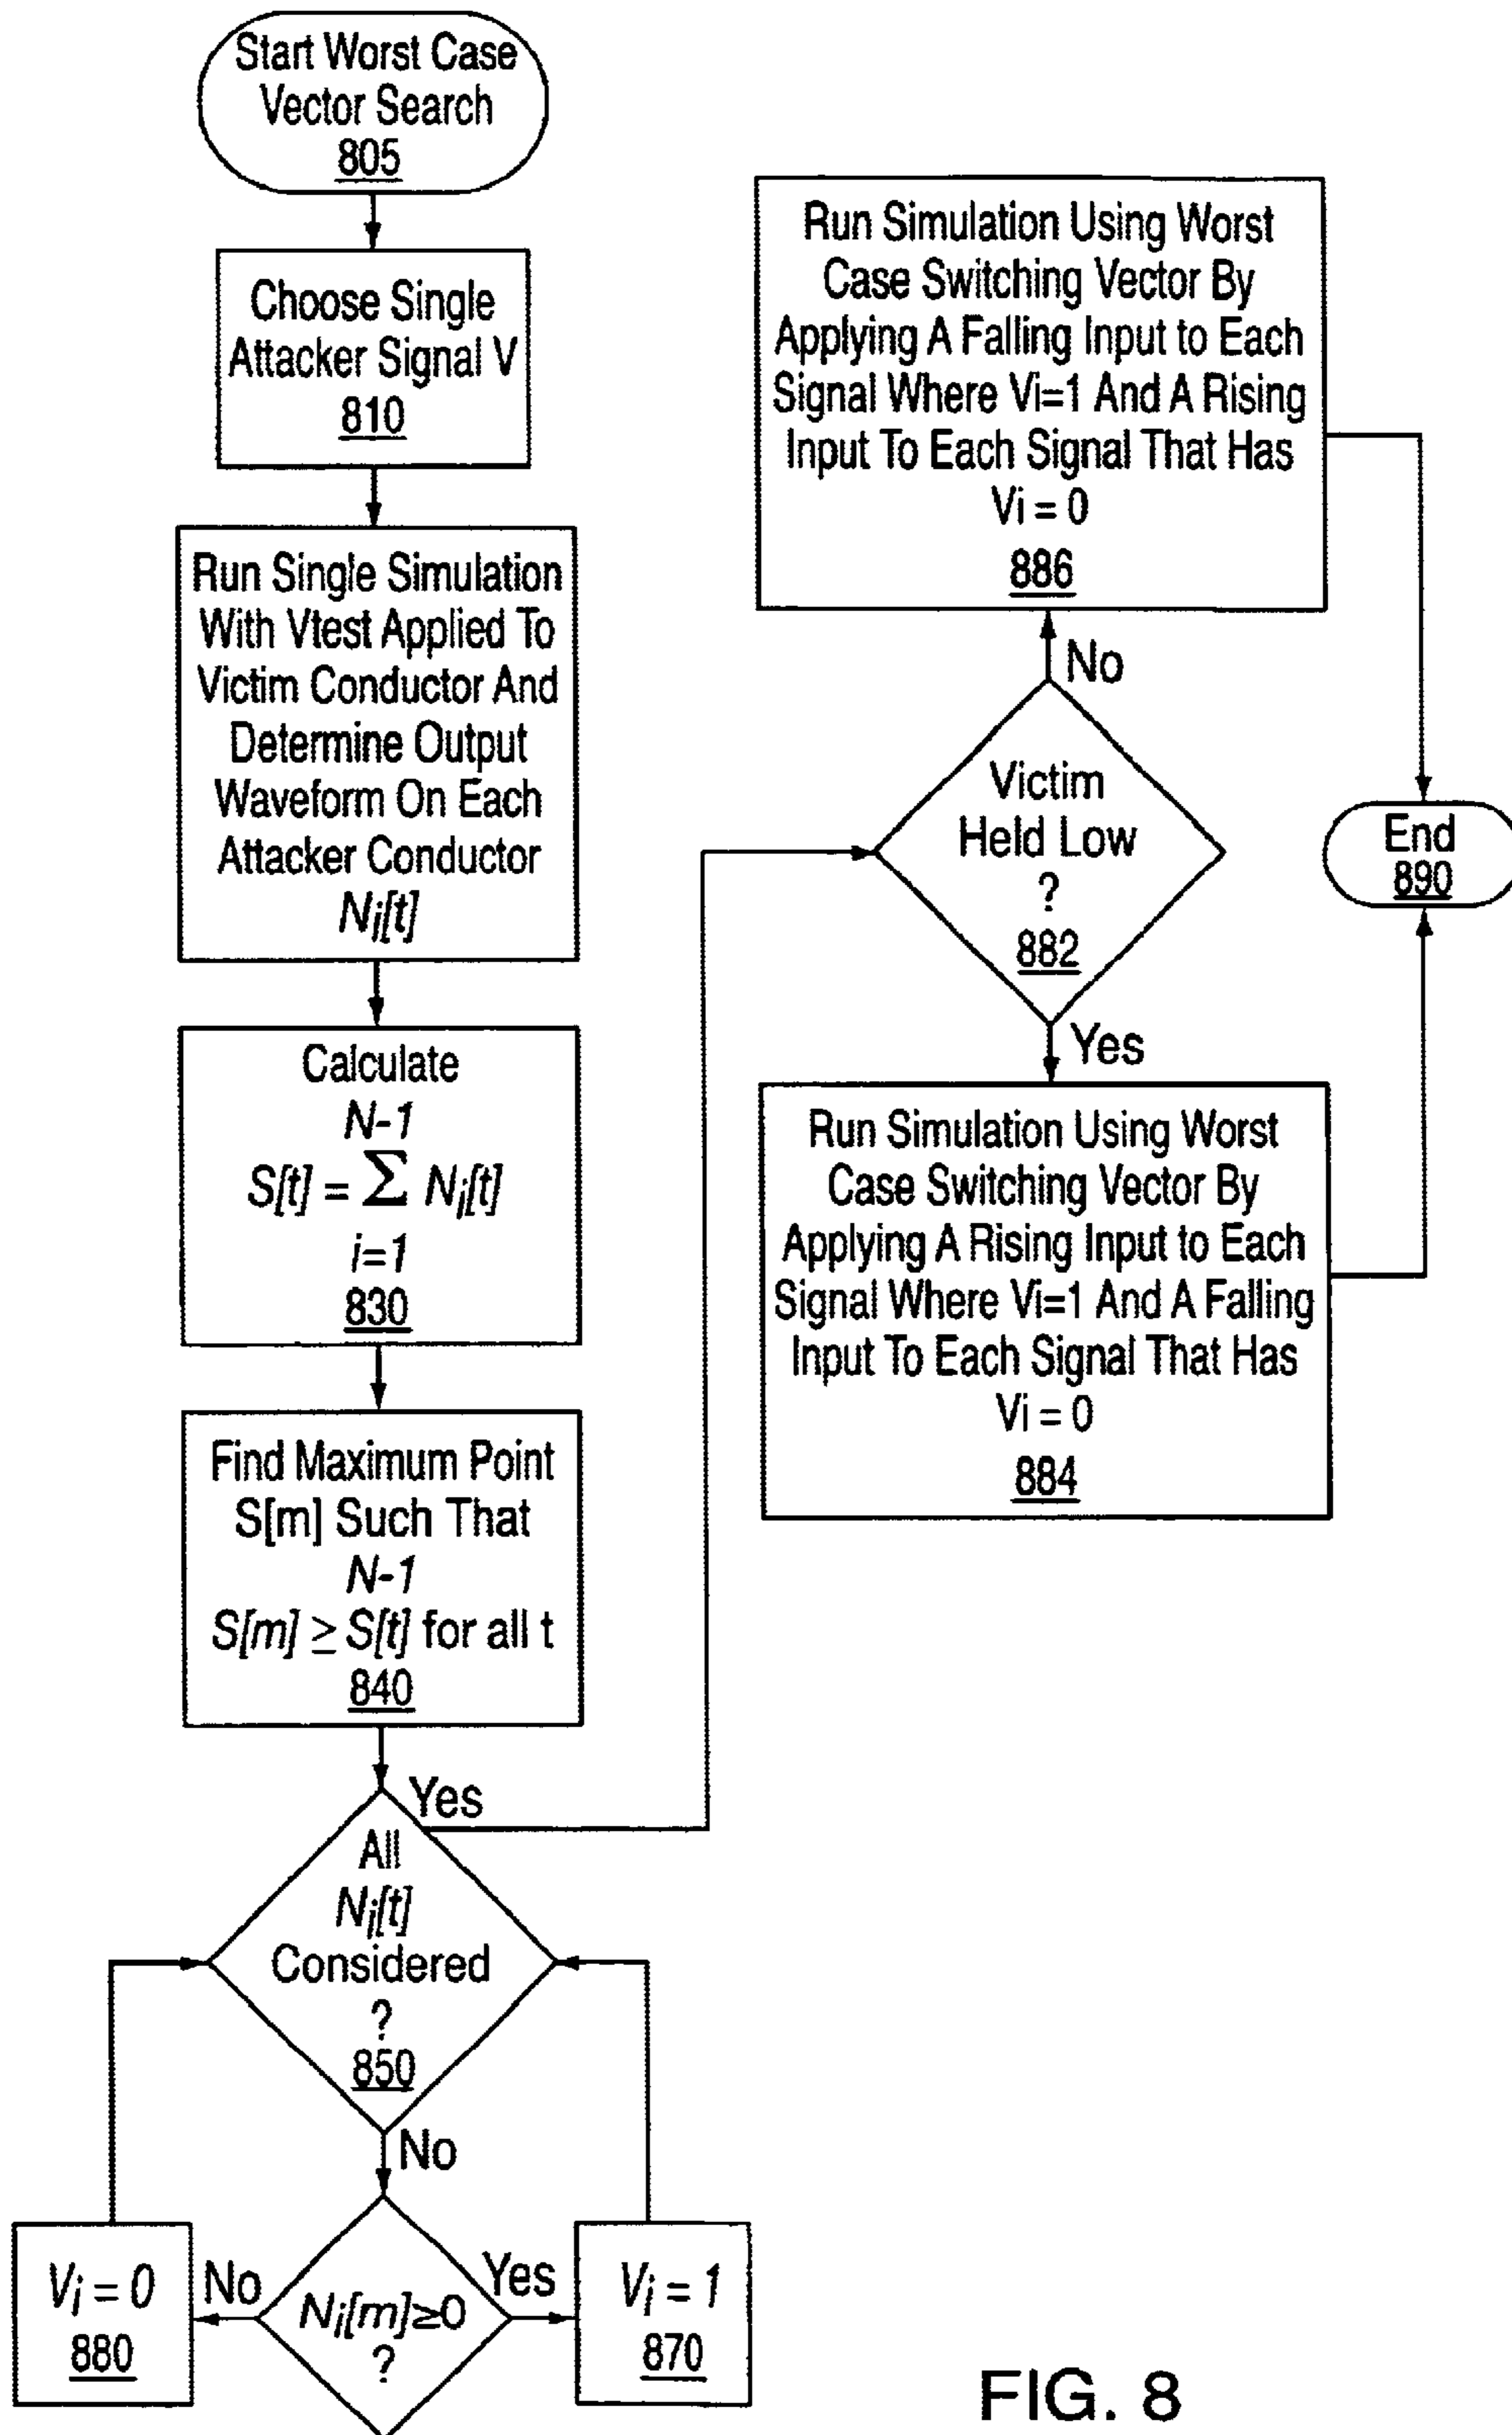 Start Worst Case
Vector Search
805
Choose Single
Attacker Signal V
810
Run Single Simulation
With Vtest Applied To
Victim Conductor And
Determine Output
Waveform On Each
Attacker Conductor
Ni[t]
Calculate
N-1
S[t] = Σ Ni[t]
i=1
830
Find Maximum Point
S[m] Such That
N-1
S[m] ≥ S[t] for all t
840
Yes
All
Ni[t]
Considered
?
850
No
Ni[m]≥0
?
No
Vi = 0
880
Yes
Vi = 1
870
Victim
Held Low
?
882
No
Run Simulation Using Worst
Case Switching Vector By
Applying A Falling Input to Each
Signal Where Vi=1 And A Rising
Input To Each Signal That Has
Vi = 0
886
Yes
Run Simulation Using Worst
Case Switching Vector By
Applying A Rising Input to Each
Signal Where Vi=1 And A Falling
Input To Each Signal That Has
Vi = 0
884
End
890
FIG. 8